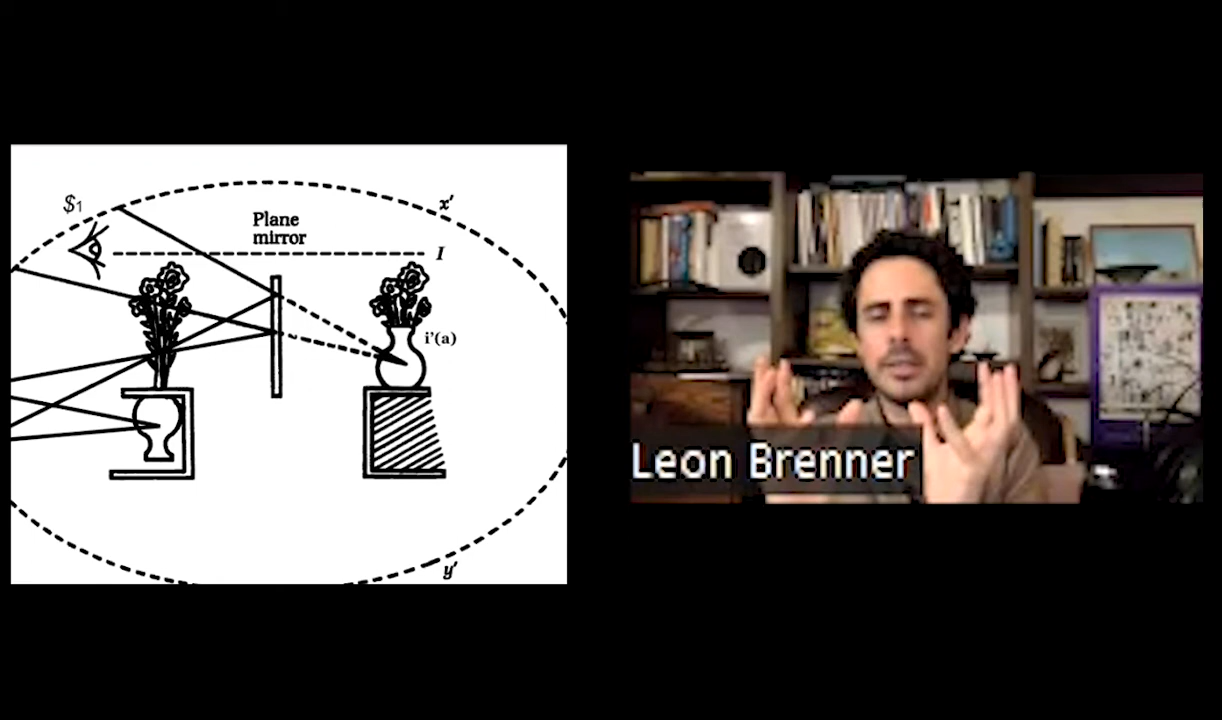 $1
x'
Plane
mirror
I
i'(a)
y'
Leon Brenner